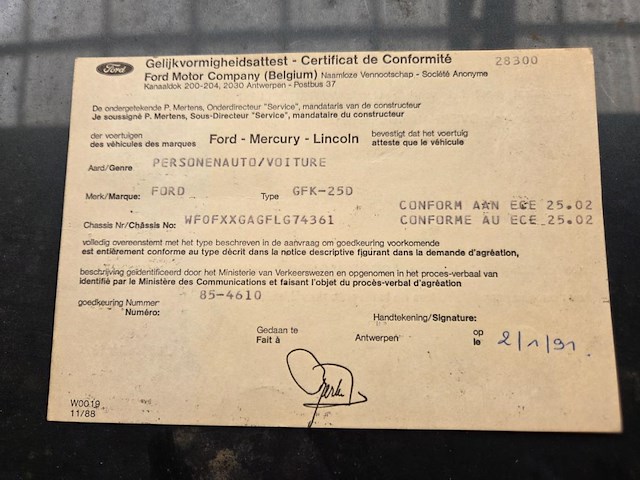 Ford
Gelijkvormigheidsattest - Certificat de Conformité
28300
Ford Motor Company (Belgium) Naamloze Vennootschap - Société Anonyme
Kanaaldok 200-204, 2030 Antwerpen - Postbus 37
De ondergetekende P. Mertens, Onderdirecteur "Service", mandataris van de constructeur
Je soussigné P. Mertens, Sous-Directeur "Service", mandataire du constructeur
der voertuigen
des véhicules des marques
Ford - Mercury - Lincoln
bevestigt dat het voertuig
atteste que le véhicule
Aard/Genre PERSONENAUTO/VOITURE
Merk/Marque: FORD Type GFK-25D
CONFORM AAN ECE 25.02
CONFORME AU ECE 25.02
Chassis Nr/Châssis No: WF0FXXGAGFLG74361
volledig overeenstemt met het type beschreven in de aanvraag om goedkeuring voorkomende
est entièrement conforme au type décrit dans la notice descriptive figurant dans la demande d'agréation,
beschrijving geïdentificeerd door het Ministerie van Verkeerswezen en opgenomen in het proces-verbaal van
identifié par le Ministère des Communications et faisant l'objet du procès-verbal d'agréation
goedkeuring Nummer
Numéro:
85-4610
Handtekening/Signature:
Gedaan te
Fait à
Antwerpen
op
le
2/1/91.
W0019
11/88